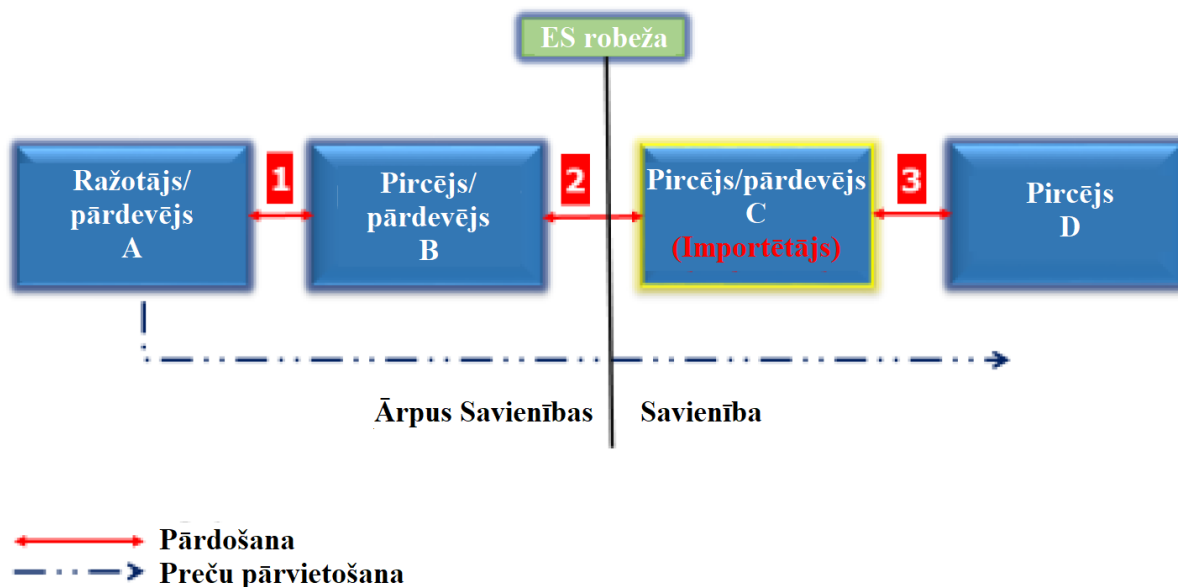 ES robeža
Ražotājs/
pārdevējs
A
1
Pircējs/
pārdevējs
B
2
Pircējs/pārdevējs
C
(Importētājs)
3
Pircējs
D
Ārpus Savienības
Savienība
Pārdošana
Preču pārvietošana